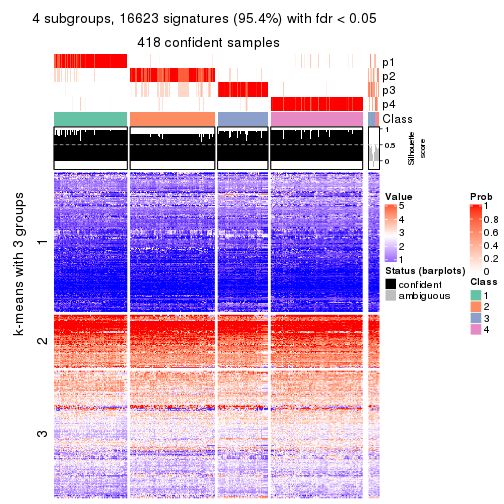 4 subgroups, 16623 signatures (95.4%) with fdr < 0.05
418 confident samples
p1
p2
p3
p4
Class
1
0.5
0
Silhouette
score
k-means with 3 groups
1
2
3
Value
5
4
3
2
1
Status (barplots)
confident
ambiguous
Prob
1
0.8
0.6
0.4
0.2
0
Class
1
2
3
4